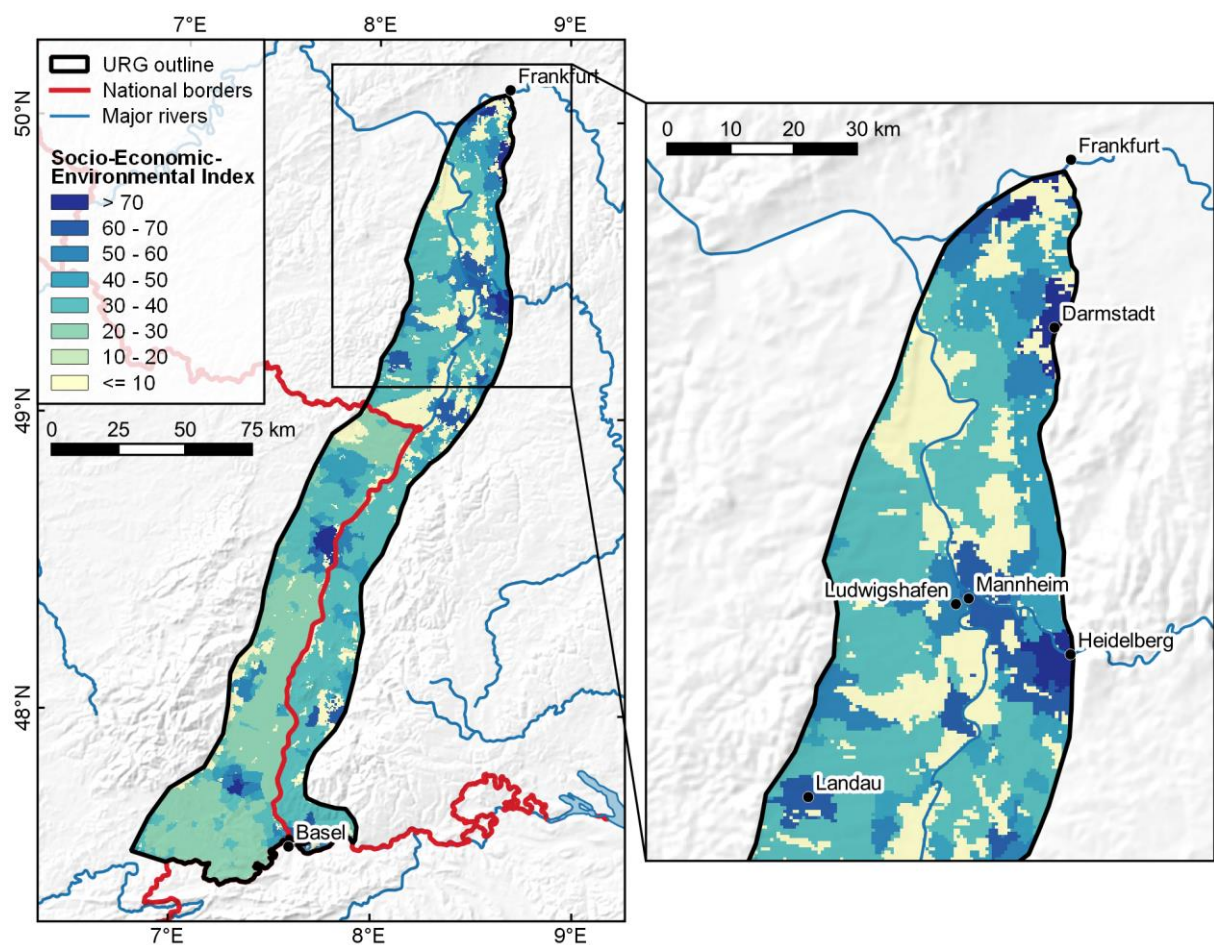 7°E 8°E 9°E
URG outline
National borders
Major rivers
Socio-Economic-
Environmental Index
> 70
60 - 70
50 - 60
40 - 50
30 - 40
20 - 30
10 - 20
<= 10
0 25 50 75 km
50°N
49°N
48°N
Frankfurt
Basel
7°E 8°E 9°E
0 10 20 30 km
Frankfurt
Darmstadt
Ludwigshafen
Mannheim
Heidelberg
Landau